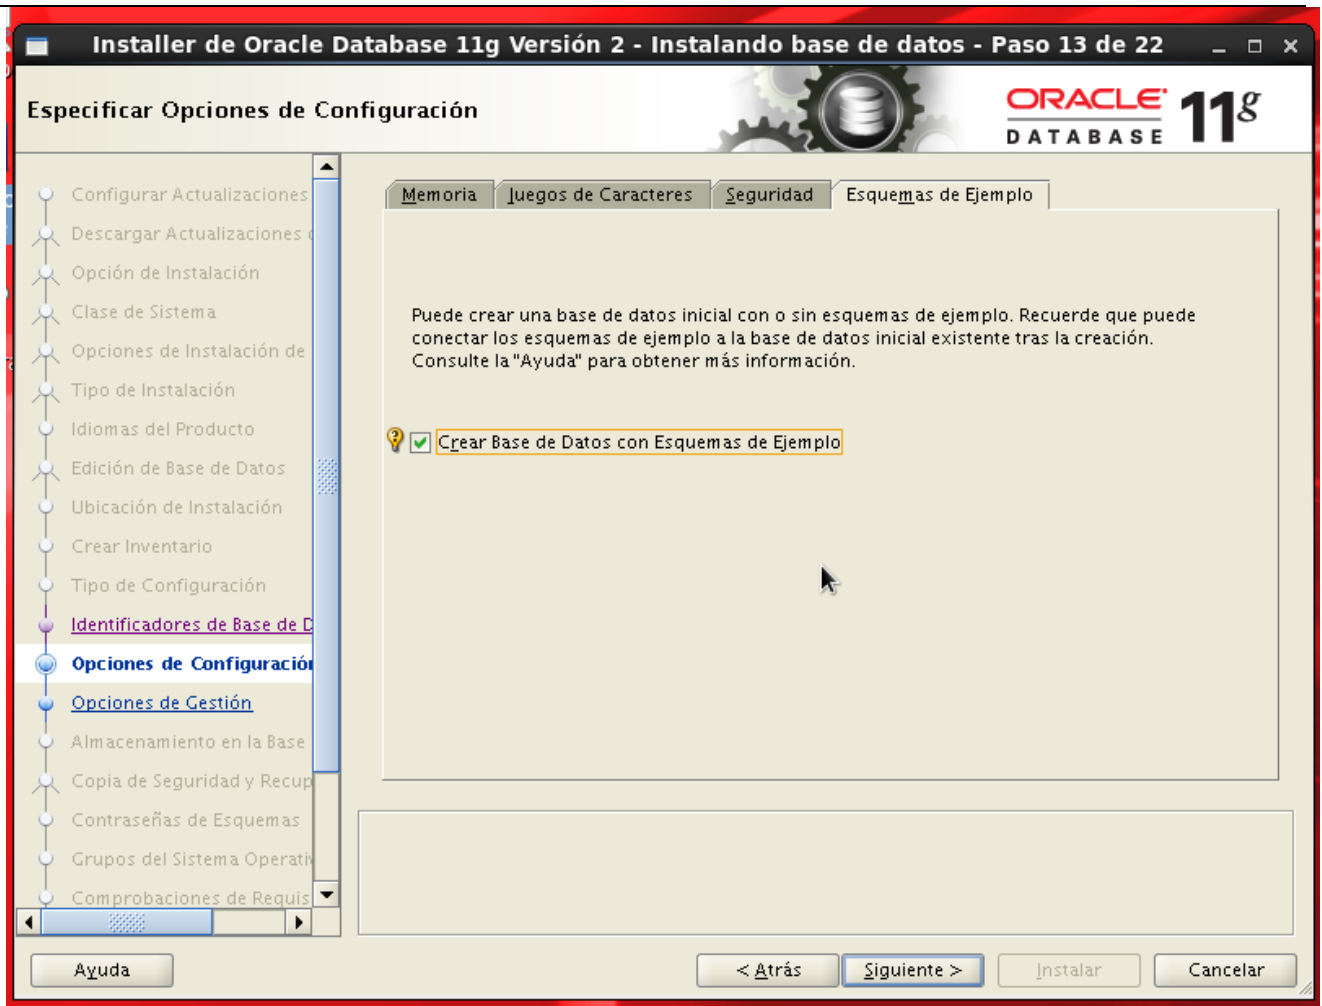 Installer de Oracle Database 11g Versión 2 - Instalando base de datos - Paso 13 de 22
Especificar Opciones de Configuración
ORACLE
DATABASE
11g
Configurar Actualizaciones
Descargar Actualizaciones
Opción de Instalación
Clase de Sistema
Opciones de Instalación de
Tipo de Instalación
Idiomas del Producto
Edición de Base de Datos
Ubicación de Instalación
Crear Inventario
Tipo de Configuración
Identificadores de Base de D
Opciones de Configuración
Opciones de Gestión
Almacenamiento en la Base
Copia de Seguridad y Recup
Contraseñas de Esquemas
Grupos del Sistema Operativ
Comprobaciones de Requis
Memoria
Juegos de Caracteres
Seguridad
Esquemas de Ejemplo
Puede crear una base de datos inicial con o sin esquemas de ejemplo. Recuerde que puede
conectar los esquemas de ejemplo a la base de datos inicial existente tras la creación.
Consulte la "Ayuda" para obtener más información.
Crear Base de Datos con Esquemas de Ejemplo
Ayuda
< Atrás
Siguiente >
Instalar
Cancelar